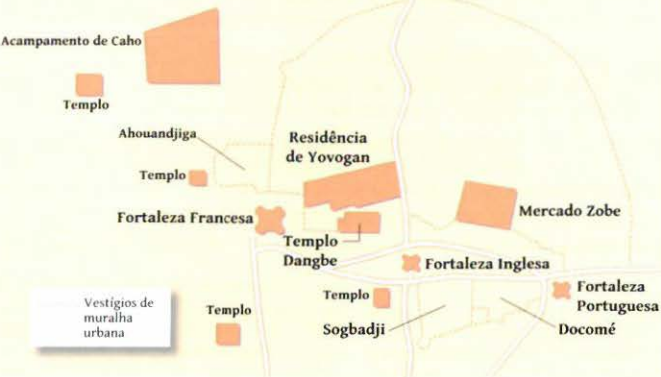 Acampamento de Caho
Templo
Ahouandjiga
Residência
de Yovogan
Templo
Fortaleza Francesa
Mercado Zobe
Templo
Dangbe
Fortaleza Inglesa
Fortaleza
Portuguesa
Vestígios de
muralha
urbana
Templo
Templo
Sogbadji
Docomé